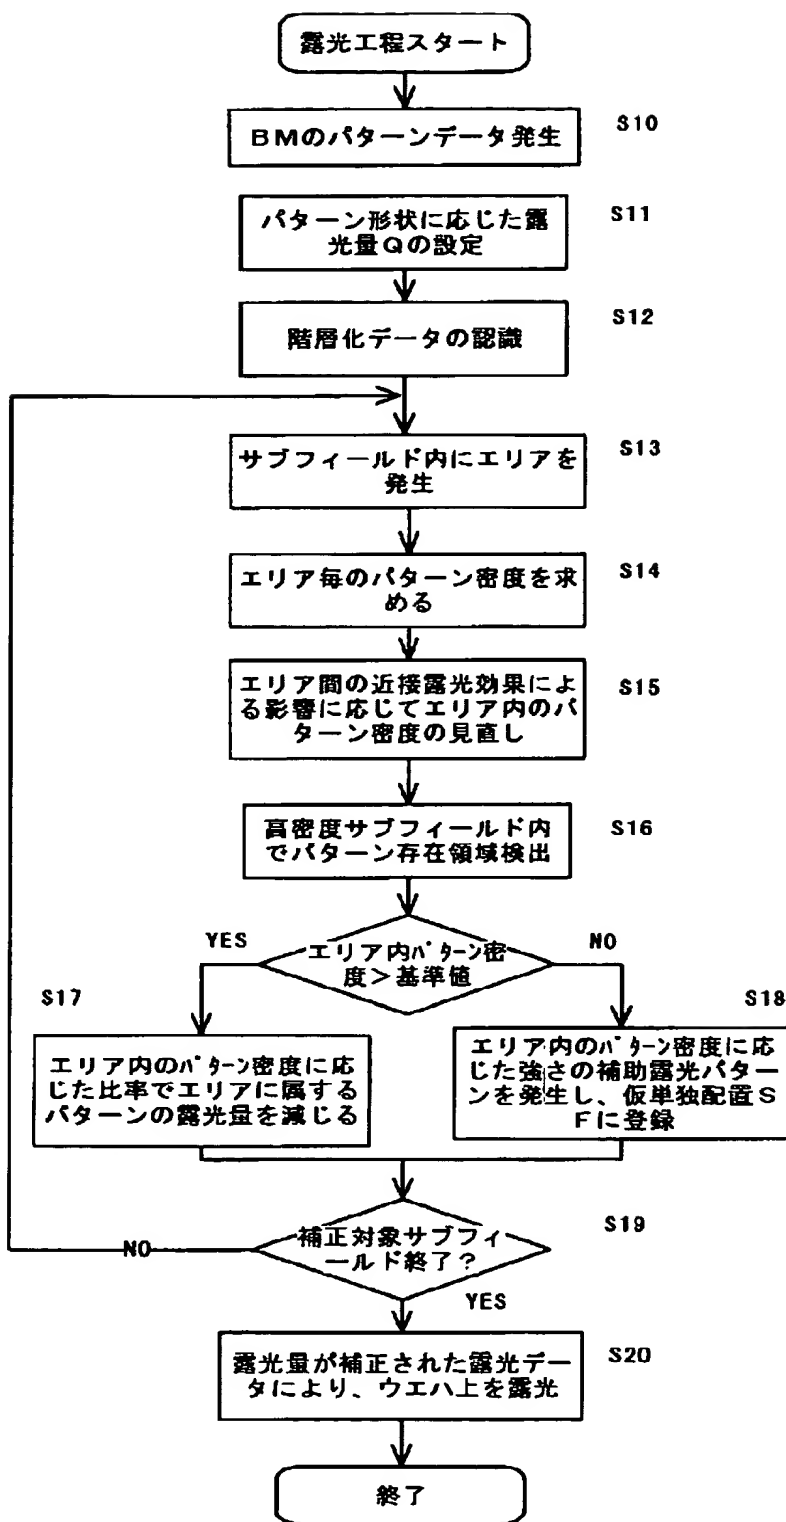 露光工程スタート
BMのパターンデータ発生
S10
パターン形状に応じた露
光量Qの設定
S11
階層化データの認識
S12
サブフィールド内にエリアを
発生
S13
エリア毎のパターン密度を求
める
S14
エリア間の近接露光効果によ
る影響に応じてエリア内のパ
ターン密度の見直し
S15
高密度サブフィールド内
でパターン存在領域検出
S16
エリア内パターン密
度>基準値
YES
NO
S17
エリア内のパターン密度に応
じた比率でエリアに属する
パターンの露光量を減じる
S18
エリア内のパターン密度に応
じた強さの補助露光パター
ンを発生し、仮単独配置S
Fに登録
補正対象サブフィ
ールド終了?
S19
NO
YES
露光量が補正された露光デー
タにより、ウエハ上を露光
S20
終了